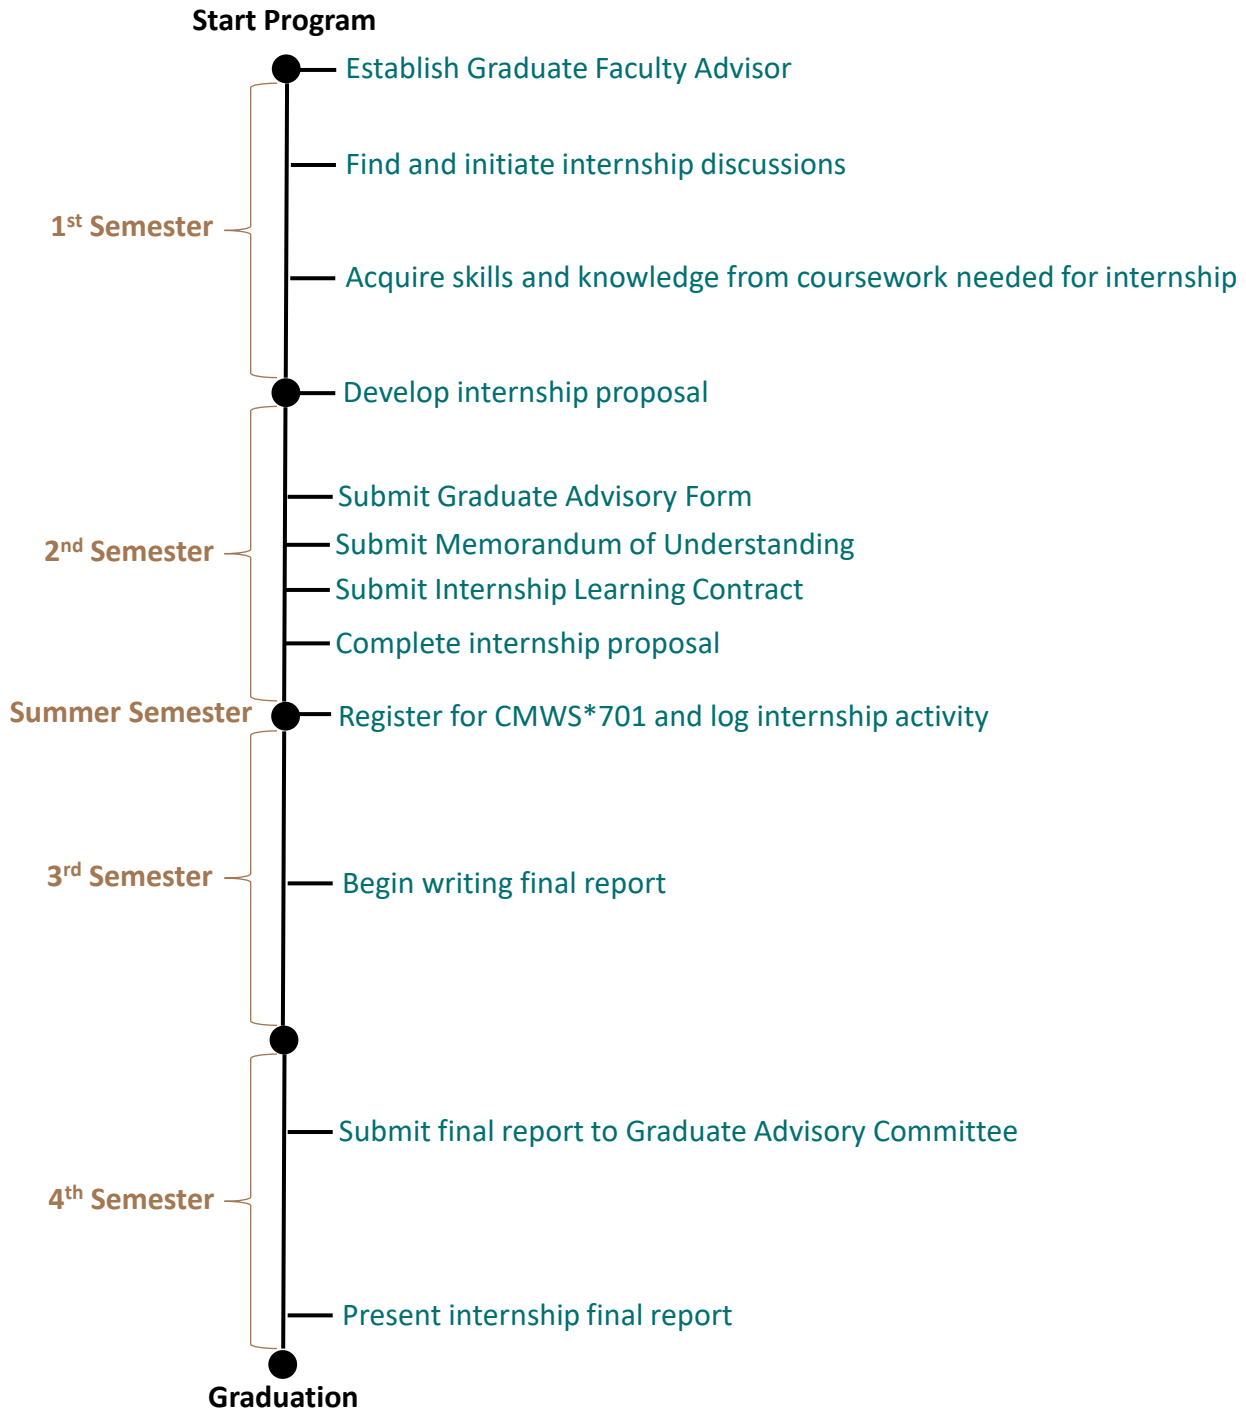 Start Program
Establish Graduate Faculty Advisor
Find and initiate internship discussions
1st Semester
Acquire skills and knowledge from coursework needed for internship
Develop internship proposal
Submit Graduate Advisory Form
2nd Semester
Submit Memorandum of Understanding
Submit Internship Learning Contract
Complete internship proposal
Summer Semester
Register for CMWS*701 and log internship activity
3rd Semester
Begin writing final report
Submit final report to Graduate Advisory Committee
4th Semester
Present internship final report
Graduation